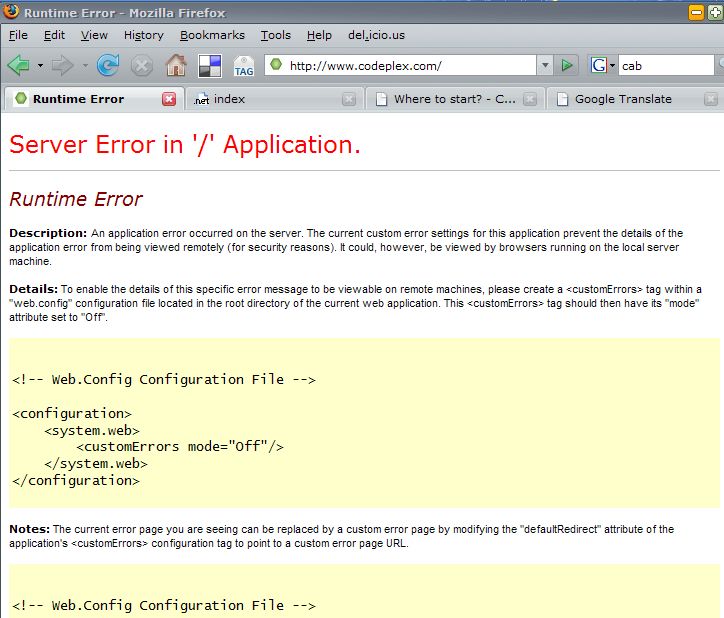 Runtime Error - Mozilla Firefox
File Edit View History Bookmarks Tools Help del.icio.us
TAG http://www.codeplex.com/ G cab
Runtime Error .net index Where to start? - C... Google Translate
Server Error in '/' Application.
Runtime Error
Description: An application error occurred on the server. The current custom error settings for this application prevent the details of the
application error from being viewed remotely (for security reasons). It could, however, be viewed by browsers running on the local server
machine.
Details: To enable the details of this specific error message to be viewable on remote machines, please create a <customErrors> tag within a
"web.config" configuration file located in the root directory of the current web application. This <customErrors> tag should then have its "mode"
attribute set to "Off".
<!-- Web.Config Configuration File -->
<configuration>
<system.web>
<customErrors mode="Off"/>
</system.web>
</configuration>
Notes: The current error page you are seeing can be replaced by a custom error page by modifying the "defaultRedirect" attribute of the
application's <customErrors> configuration tag to point to a custom error page URL.
<!-- Web.Config Configuration File -->